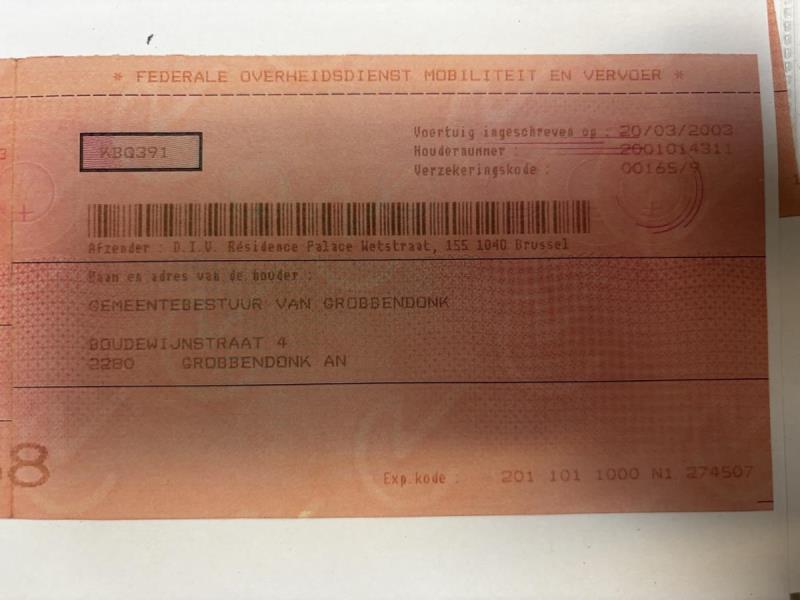 * FEDERALE OVERHEIDSDIENST MOBILITEIT EN VERVOER *
KBQ391
Voertuig ingeschreven op : 20/03/2003
Houdernummer : 2001014311
Verzekeringskode : 00165/9
Afzender : D.I.V. Résidence Palace Wetstraat, 155 1040 Brussel
Naam en adres van de houder :
GEMEENTEBESTUUR VAN GROBBENDONK
BOUDEWIJNSTRAAT 4
2280 GROBBENDONK AN
8
Exp.kode : 201 101 1000 N1 274507